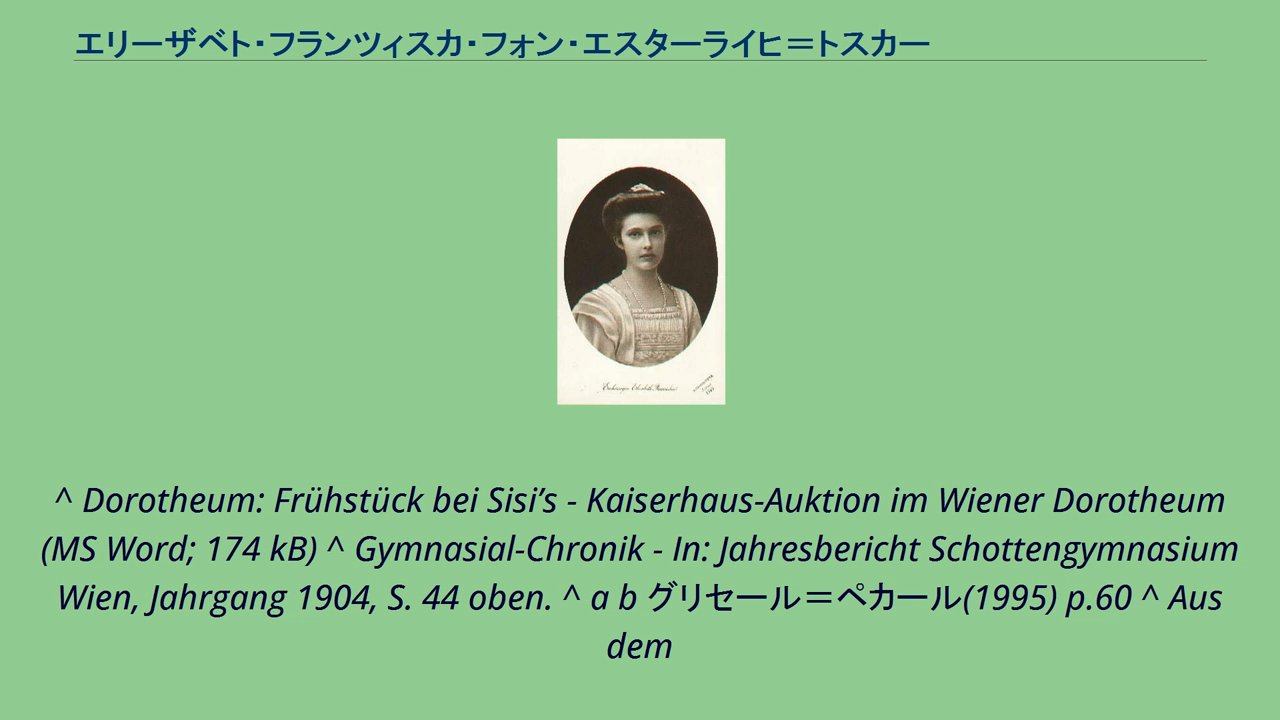 エリーザベト・フランツィスカ・フォン・エスターライヒ＝トスカー
^ Dorotheum: Frühstück bei Sisi’s - Kaiserhaus-Auktion im Wiener Dorotheum
(MS Word; 174 kB) ^ Gymnasial-Chronik - In: Jahresbericht Schottengymnasium
Wien, Jahrgang 1904, S. 44 oben. ^ a b グリセール＝ペカール(1995) p.60 ^ Aus
dem